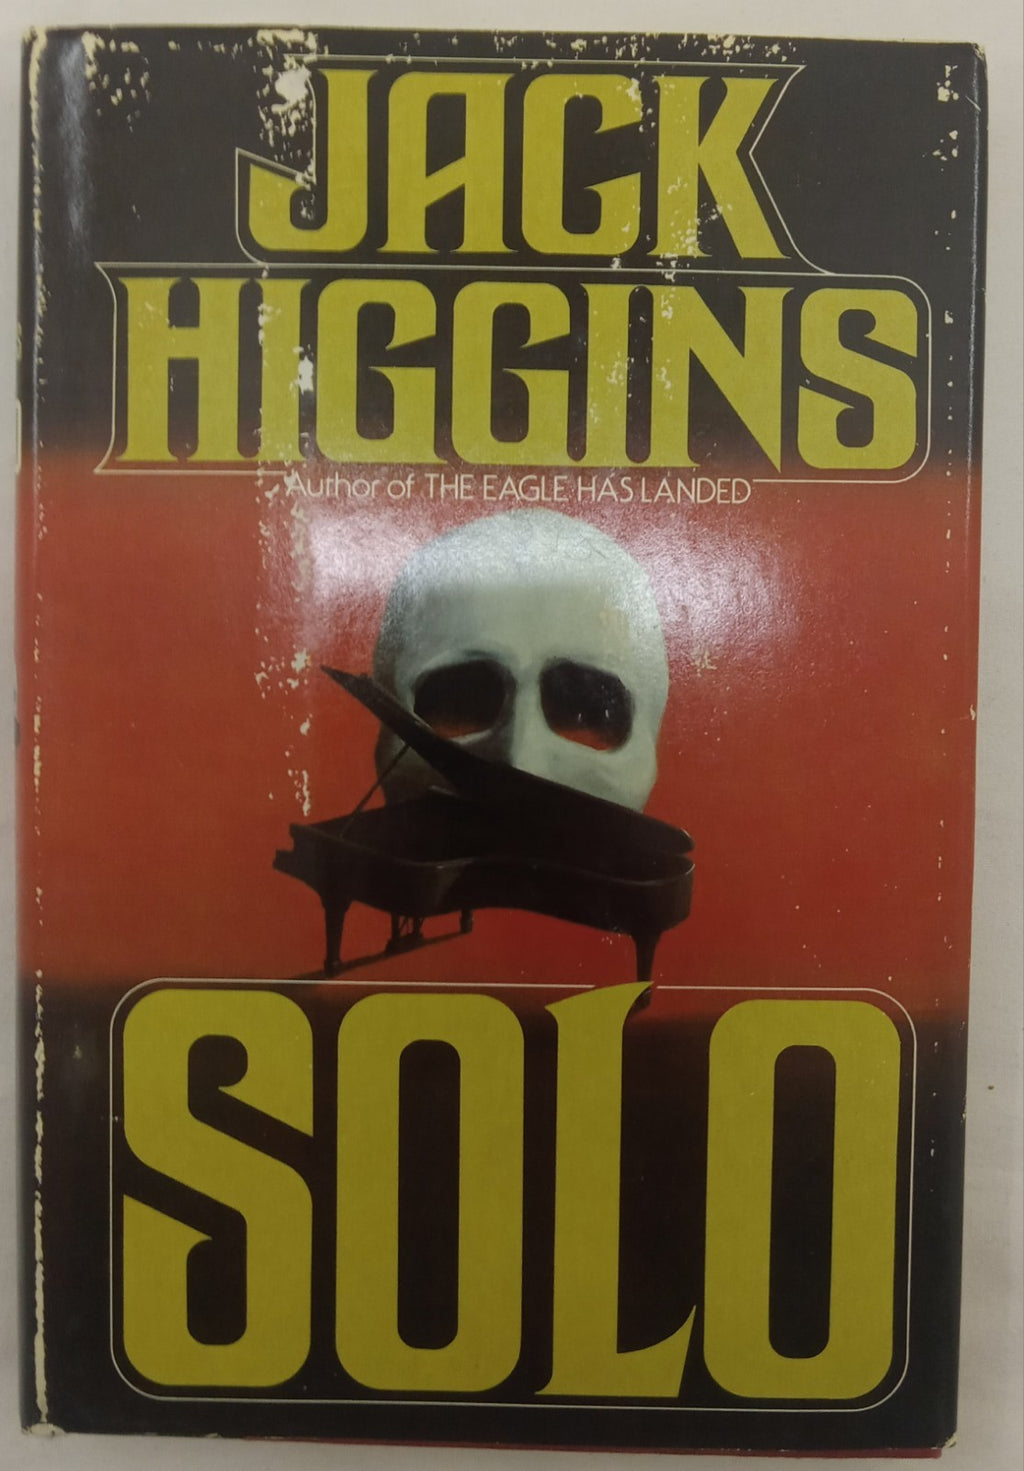 JACK
HIGGINS
Author of THE EAGLE HAS LANDED
SOLO